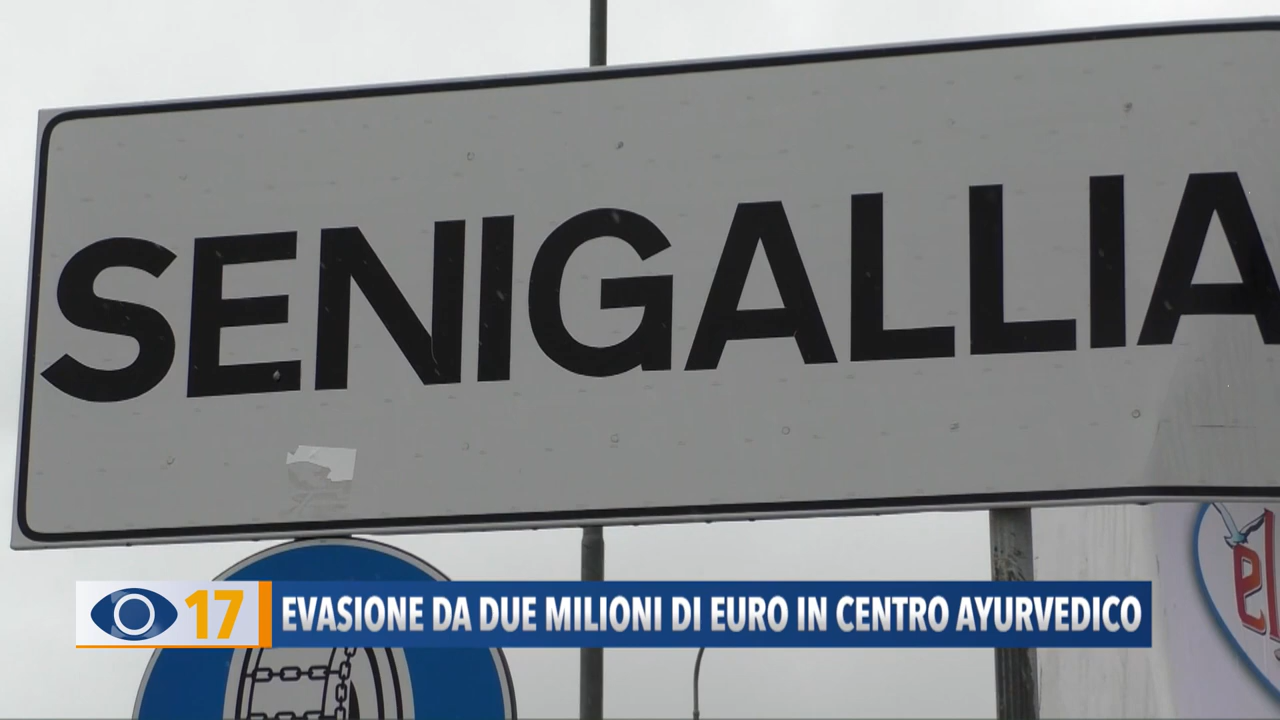 SENIGALLIA
17 EVASIONE DA DUE MILIONI DI EURO IN CENTRO AYURVEDICO